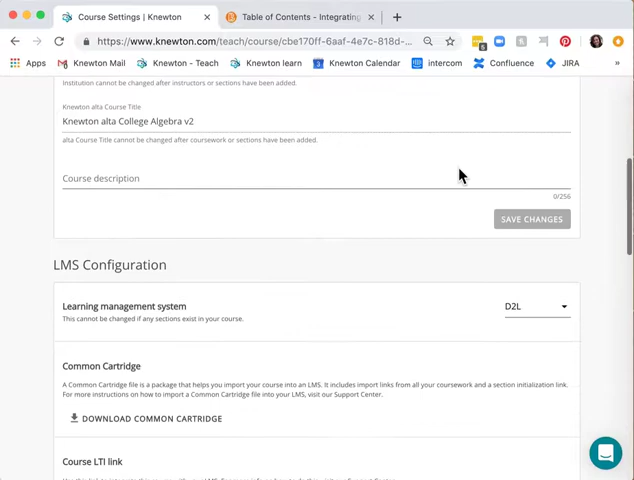 Course Settings | Knewton
Table of Contents - Integrating
https://www.knewton.com/teach/course/cbe170ff-6aaf-4e7c-818d-...
5
Apps Knewton Mail Knewton - Teach Knewton learn Knewton Calendar intercom Confluence JIRA
Institution cannot be changed after instructors or sections have been added.
Knewton alta Course Title
Knewton alta College Algebra v2
alta Course Title cannot be changed after coursework or sections have been added.
Course description
0/256
SAVE CHANGES
LMS Configuration
Learning management system
D2L
This cannot be changed if any sections exist in your course.
Common Cartridge
A Common Cartridge file is a package that helps you import your course into an LMS. It includes import links from all your coursework and a section initialization link.
For more instructions on how to import a Common Cartridge file into your LMS, visit our Support Center.
DOWNLOAD COMMON CARTRIDGE
Course LTI link